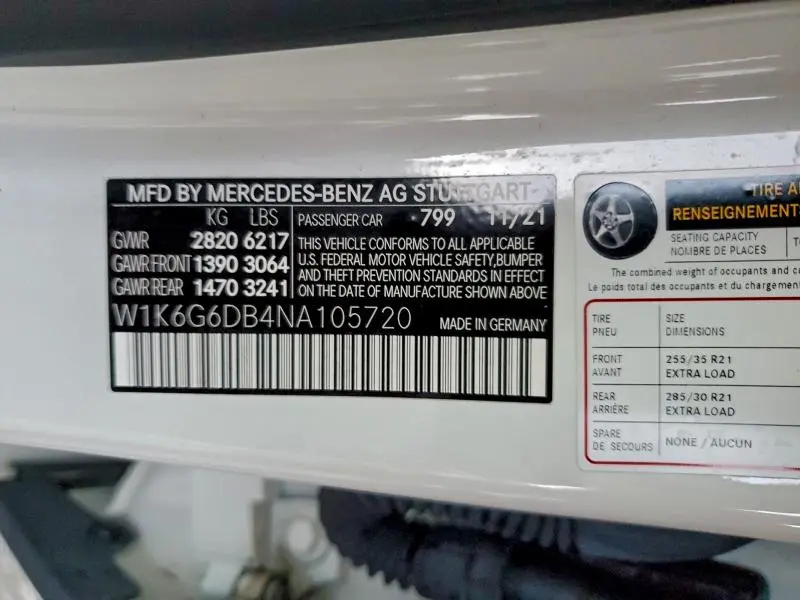 MFD BY MERCEDES-BENZ AG STUTTGART
KG LBS
GVWR 2820 6217
GAWR FRONT 1390 3064
GAWR REAR 1470 3241
PASSENGER CAR 799 11/21
THIS VEHICLE CONFORMS TO ALL APPLICABLE
U.S. FEDERAL MOTOR VEHICLE SAFETY,BUMPER
AND THEFT PREVENTION STANDARDS IN EFFECT
ON THE DATE OF MANUFACTURE SHOWN ABOVE
W1K6G6DB4NA105720 MADE IN GERMANY
TIRE
RENSEIGNEMENT
SEATING CAPACITY
NOMBRE DE PLACES
The combined weight of occupants and
Le poids total des occupants et du chargement
TIRE SIZE
PNEU DIMENSIONS
FRONT 255/35 R21
AVANT EXTRA LOAD
REAR 285/30 R21
ARRIÈRE EXTRA LOAD
SPARE NONE / AUCUN
DE SECOURS